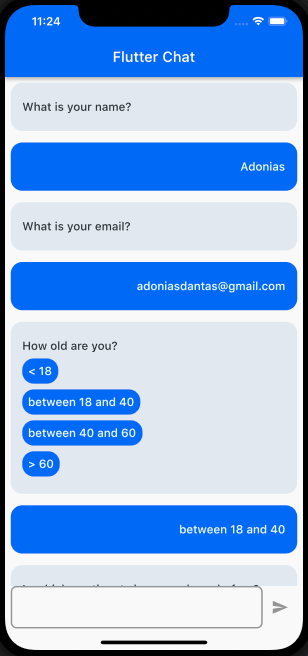 11:24
Flutter Chat
What is your name?
Adonias
What is your email?
adoniasdantas@gmail.com
How old are you?
< 18
between 18 and 40
between 40 and 60
> 60
between 18 and 40